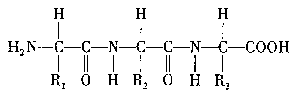 H H H
H₂N—C—C—N—C—C—N—C—COOH
R₁ O H R₂ O H R₃